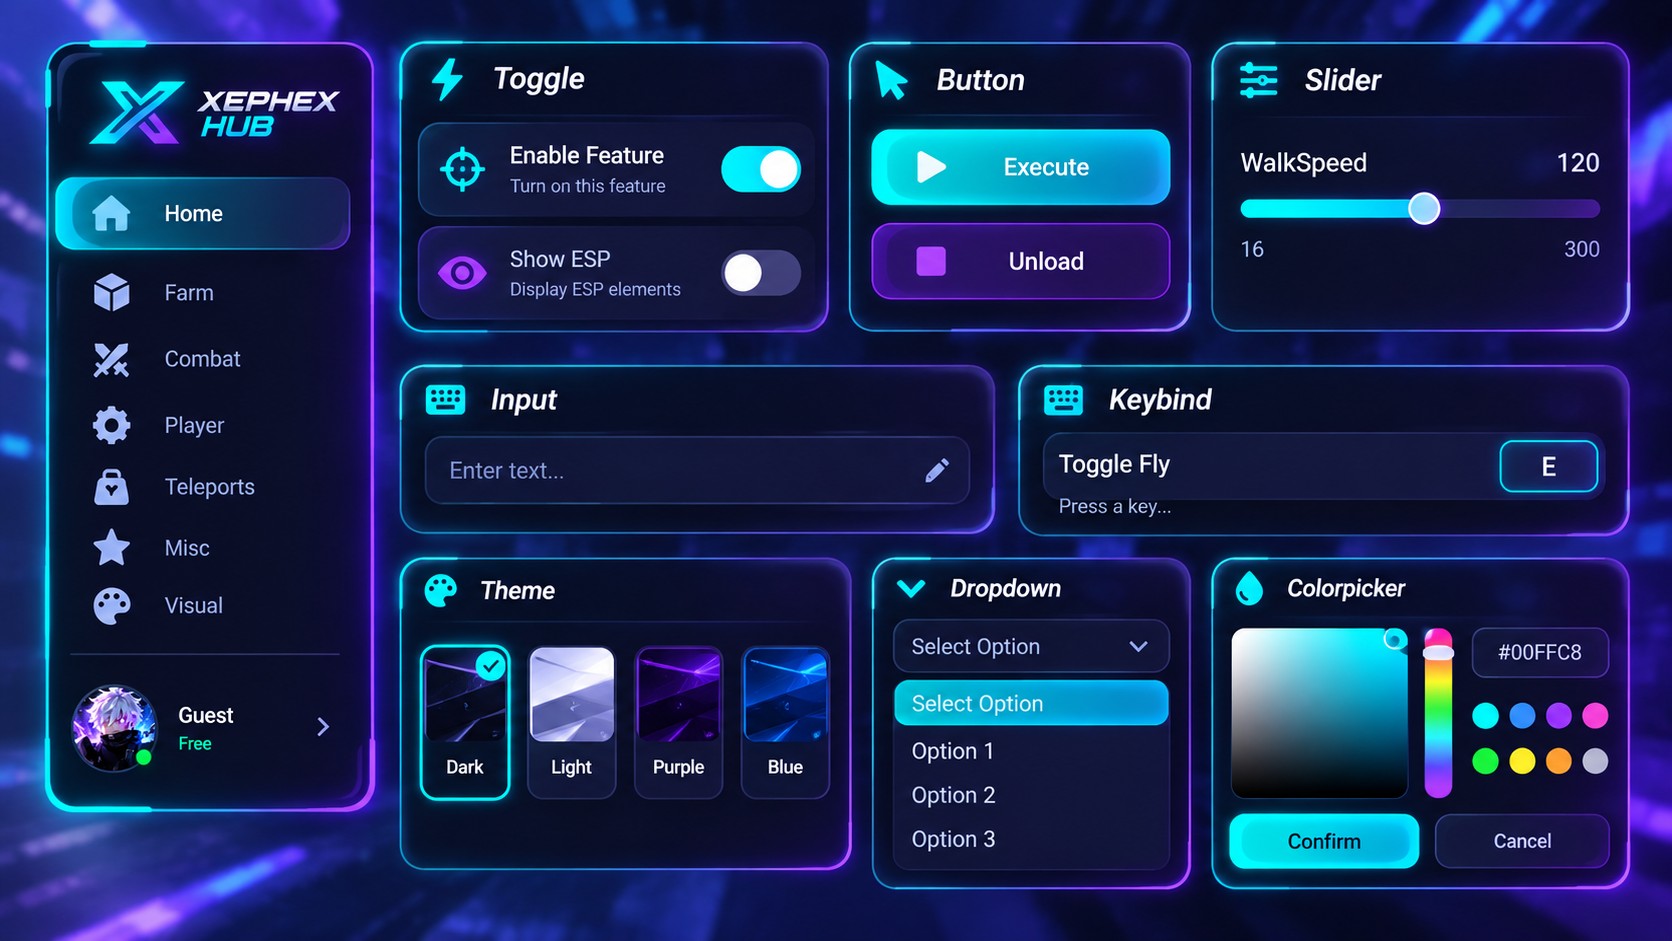 XEPHEX
HUB
Home
Farm
Combat
Player
Teleports
Misc
Visual
Guest
Free
Toggle
Enable Feature
Turn on this feature
Show ESP
Display ESP elements
Button
Execute
Unload
Slider
WalkSpeed 120
16 300
Input
Enter text...
Keybind
Toggle Fly E
Press a key...
Theme
Dark Light Purple Blue
Dropdown
Select Option
Select Option
Option 1
Option 2
Option 3
Colorpicker
#00FFC8
Confirm Cancel